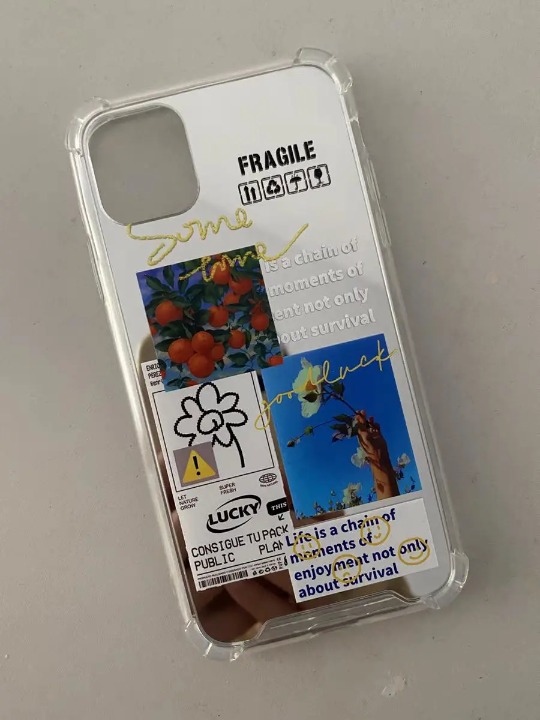 FRAGILE
Some
time
is a chain of
moments of
ent not only
out survival
good luck
LET
NATURE
GROW
SUPER
FRESH
LUCKY
THIS
CONSIGUE TU PACK
PUBLIC PLAN
Life is a chain of
moments of
enjoyment not only
about survival